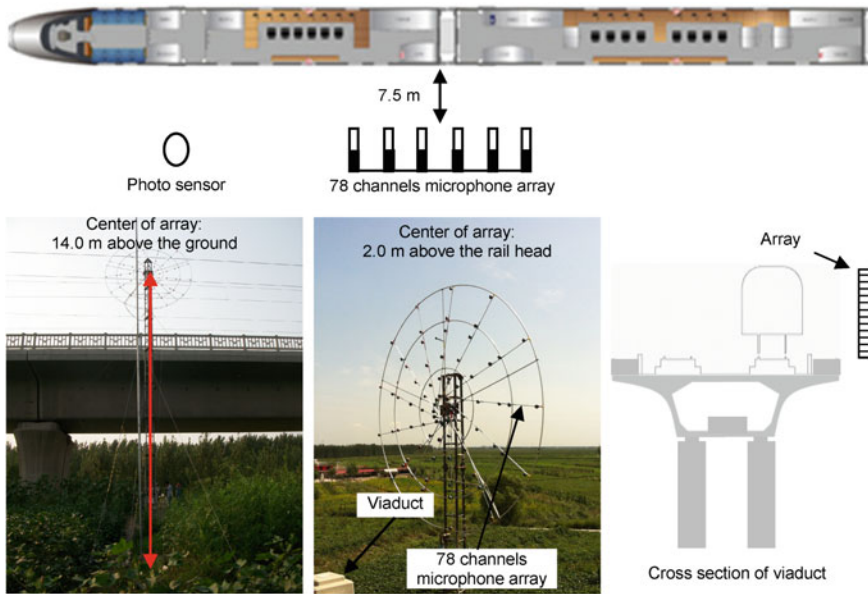 7.5 m
Photo sensor
78 channels microphone array
Center of array:
14.0 m above the ground
Center of array:
2.0 m above the rail head
Array
Viaduct
78 channels
microphone array
Cross section of viaduct